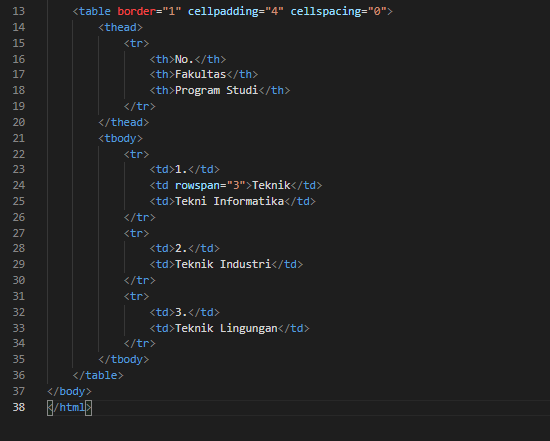 13 <table border="1" cellpadding="4" cellspacing="0">
14 <thead>
15 <tr>
16 <th>No.</th>
17 <th>Fakultas</th>
18 <th>Program Studi</th>
19 </tr>
20 </thead>
21 <tbody>
22 <tr>
23 <td>1.</td>
24 <td rowspan="3">Teknik</td>
25 <td>Tekni Informatika</td>
26 </tr>
27 <tr>
28 <td>2.</td>
29 <td>Teknik Industri</td>
30 </tr>
31 <tr>
32 <td>3.</td>
33 <td>Teknik Lingungan</td>
34 </tr>
35 </tbody>
36 </table>
37 </body>
38 </html>